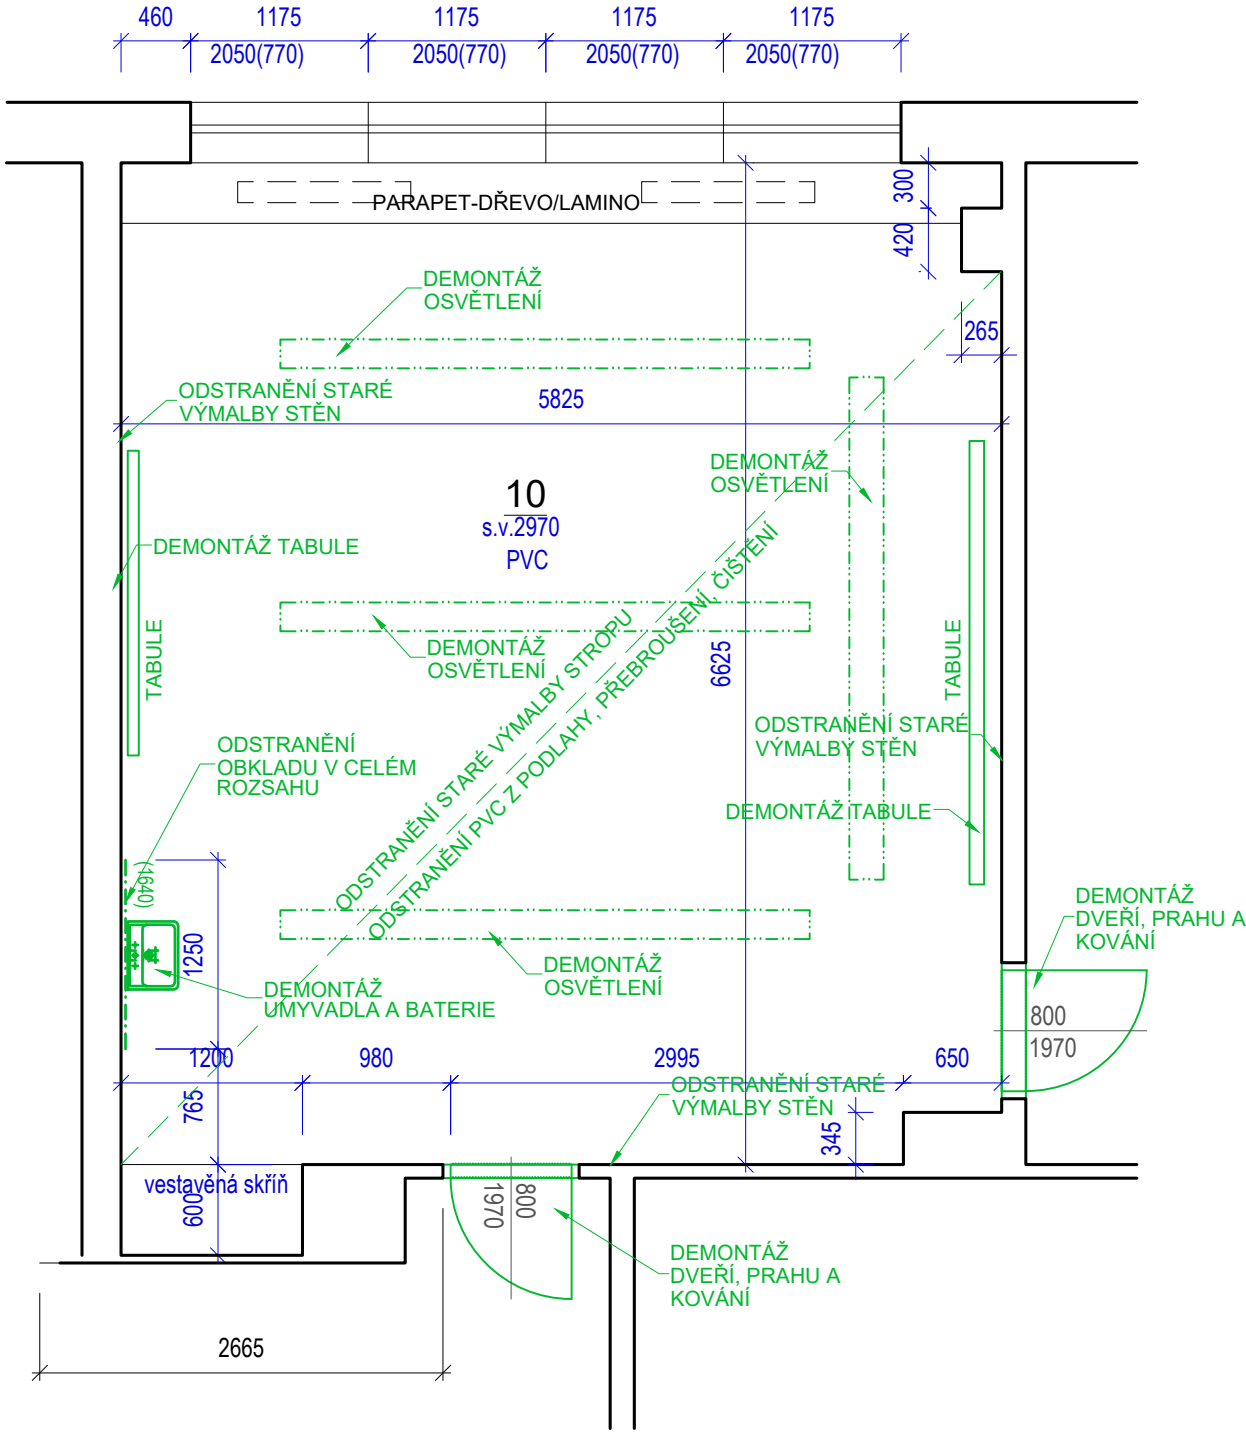 460
1175
1175
1175
1175
2050(770)
2050(770)
2050(770)
2050(770)
PARAPET-DŘEVO/LAMINO
300
420
265
DEMONTÁŽ
OSVĚTLENÍ
ODSTRANĚNÍ STARÉ
VÝMALBY STĚN
5825
DEMONTÁŽ
OSVĚTLENÍ
10
s.v.2970
PVC
DEMONTÁŽ TABULE
TABULE
DEMONTÁŽ
OSVĚTLENÍ
ODSTRANĚNÍ STARÉ VÝMALBY STROPU
ODSTRANĚNÍ PVC Z PODLAHY, PŘEBROUŠENÍ, ČIŠTĚNÍ
6625
TABULE
ODSTRANĚNÍ STARÉ
VÝMALBY STĚN
ODSTRANĚNÍ
OBKLADU V CELÉM
ROZSAHU
DEMONTÁŽ TABULE
(1640)
1250
DEMONTÁŽ
UMYVADLA A BATERIE
DEMONTÁŽ
OSVĚTLENÍ
DEMONTÁŽ
DVEŘÍ, PRAHU A
KOVÁNÍ
800
1970
1200
980
2995
650
765
ODSTRANĚNÍ STARÉ
VÝMALBY STĚN
345
vestavěná skříň
600
800
1970
DEMONTÁŽ
DVEŘÍ, PRAHU A
KOVÁNÍ
2665